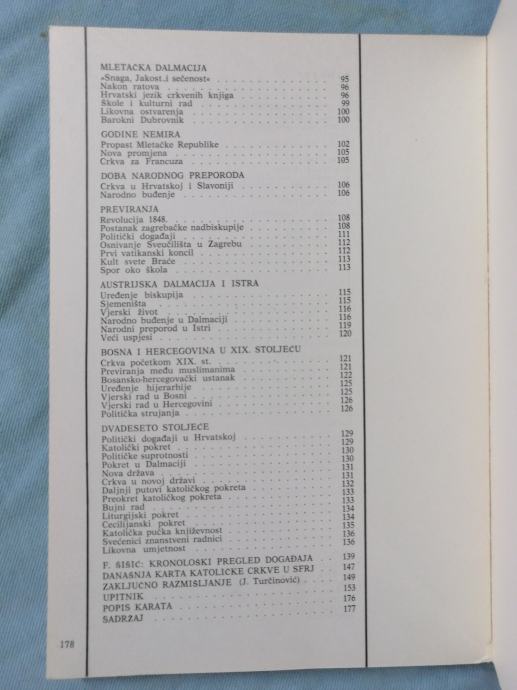 MLETAČKA DALMACIJA
»Snaga, Jakost..i sečenost« 95
Nakon ratova 96
Hrvatski jezik crkvenih knjiga 96
Škole i kulturni rad 99
Likovna ostvarenja 100
Barokni Dubrovnik 100
GODINE NEMIRA
Propast Mletačke Republike 102
Nova promjena 105
Crkva za Francuza 105
DOBA NARODNOG PREPORODA
Crkva u Hrvatskoj i Slavoniji 106
Narodno buđenje 106
PREVIRANJA
Revolucija 1848. 108
Postanak zagrebačke nadbiskupije 108
Politički događaji 111
Osnivanje Sveučilišta u Zagrebu 112
Prvi vatikanski koncil 112
Kult svete Braće 113
Spor oko škola 113
AUSTRIJSKA DALMACIJA I ISTRA
Uređenje biskupija 115
Sjemeništa 115
Vjerski život 116
Narodno buđenje u Dalmaciji 116
Narodni preporod u Istri 119
Veći uspjesi 120
BOSNA I HERCEGOVINA U XIX. STOLJEĆU
Crkva početkom XIX. st. 121
Previranja među muslimanima 121
Bosansko-hercegovački ustanak 122
Uređenje hijerarhije 125
Vjerski rad u Bosni 125
Vjerski rad u Hercegovini 126
Politička strujanja 126
DVADESETO STOLJEĆE
Politički događaji u Hrvatskoj 129
Katolički pokret 129
Političke suprotnosti 130
Pokret u Dalmaciji 130
Nova država 131
Crkva u novoj državi 131
Daljnji putovi katoličkog pokreta 132
Preokret katoličkog pokreta 133
Bujni rad 133
Liturgijski pokret 134
Cecilijanski pokret 134
Katolička pučka književnost 135
Svećenici znanstveni radnici 136
Likovna umjetnost 136
F. ŠIŠIĆ: KRONOLOŠKI PREGLED DOGAĐAJA 139
DANAŠNJA KARTA KATOLIČKE CRKVE U SFRJ 147
ZAKLJUČNO RAZMIŠLJANJE (J. Turčinović) 149
UPITNIK 153
POPIS KARATA 176
SADRŽAJ 177
178